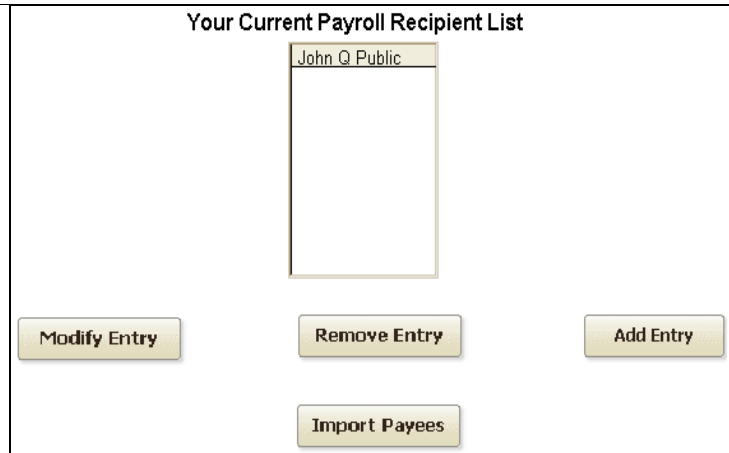 Your Current Payroll Recipient List
John Q Public
Modify Entry
Remove Entry
Add Entry
Import Payees